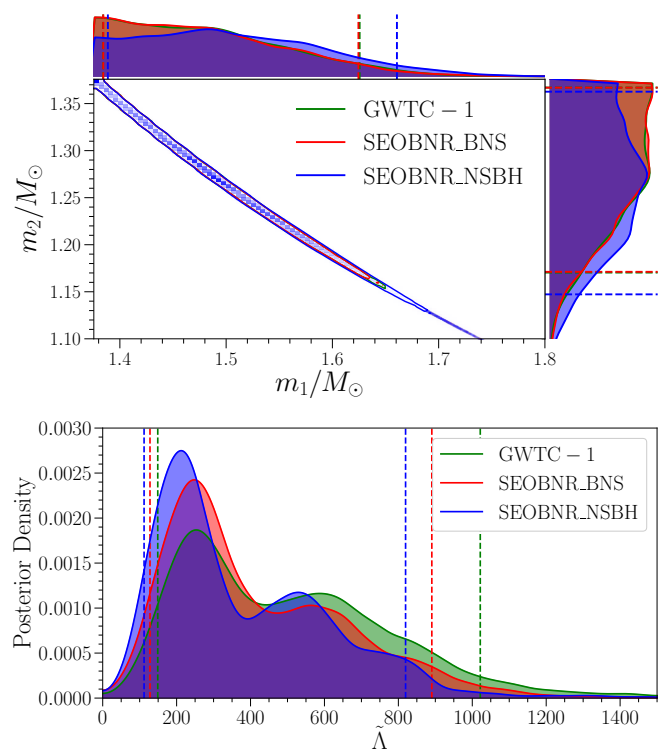 1.35
1.30
1.25
1.20
1.15
1.10
m₂/M⊙
GWTC − 1
SEOBNR_BNS
SEOBNR_NSBH
1.4 1.5 1.6 1.7 1.8
m₁/M⊙
0.0030
0.0025
0.0020
0.0015
0.0010
0.0005
0.0000
Posterior Density
GWTC − 1
SEOBNR_BNS
SEOBNR_NSBH
0 200 400 600 800 1000 1200 1400
Λ̃